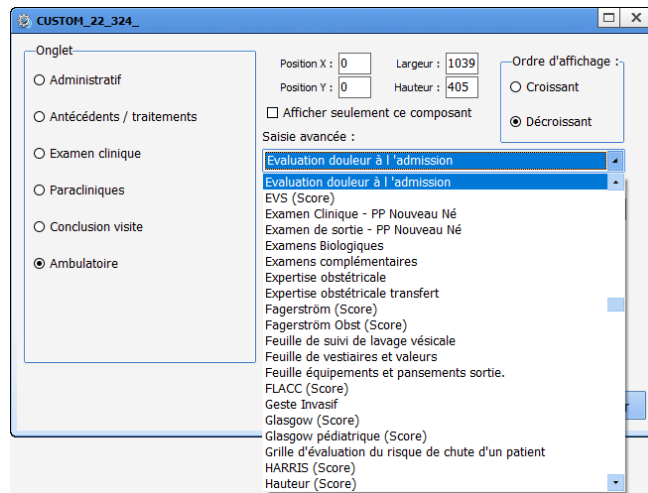 CUSTOM_22_324_
Onglet
Administratif
Antécédents / traitements
Examen clinique
Paracliniques
Conclusion visite
Ambulatoire
Position X : 0 Largeur : 1039
Position Y : 0 Hauteur : 405
Afficher seulement ce composant
Ordre d'affichage :
Croissant
Décroissant
Saisie avancée :
Evaluation douleur à l 'admission
Evaluation douleur à l 'admission
EVS (Score)
Examen Clinique - PP Nouveau Né
Examen de sortie - PP Nouveau Né
Examens Biologiques
Examens complémentaires
Expertise obstétricale
Expertise obstétricale transfert
Fagerström (Score)
Fagerström Obst (Score)
Feuille de suivi de lavage vésicale
Feuille de vestiaires et valeurs
Feuille équipements et pansements sortie.
FLACC (Score)
Geste Invasif
Glasgow (Score)
Glasgow pédiatrique (Score)
Grille d'évaluation du risque de chute d'un patient
HARRIS (Score)
Hauteur (Score)